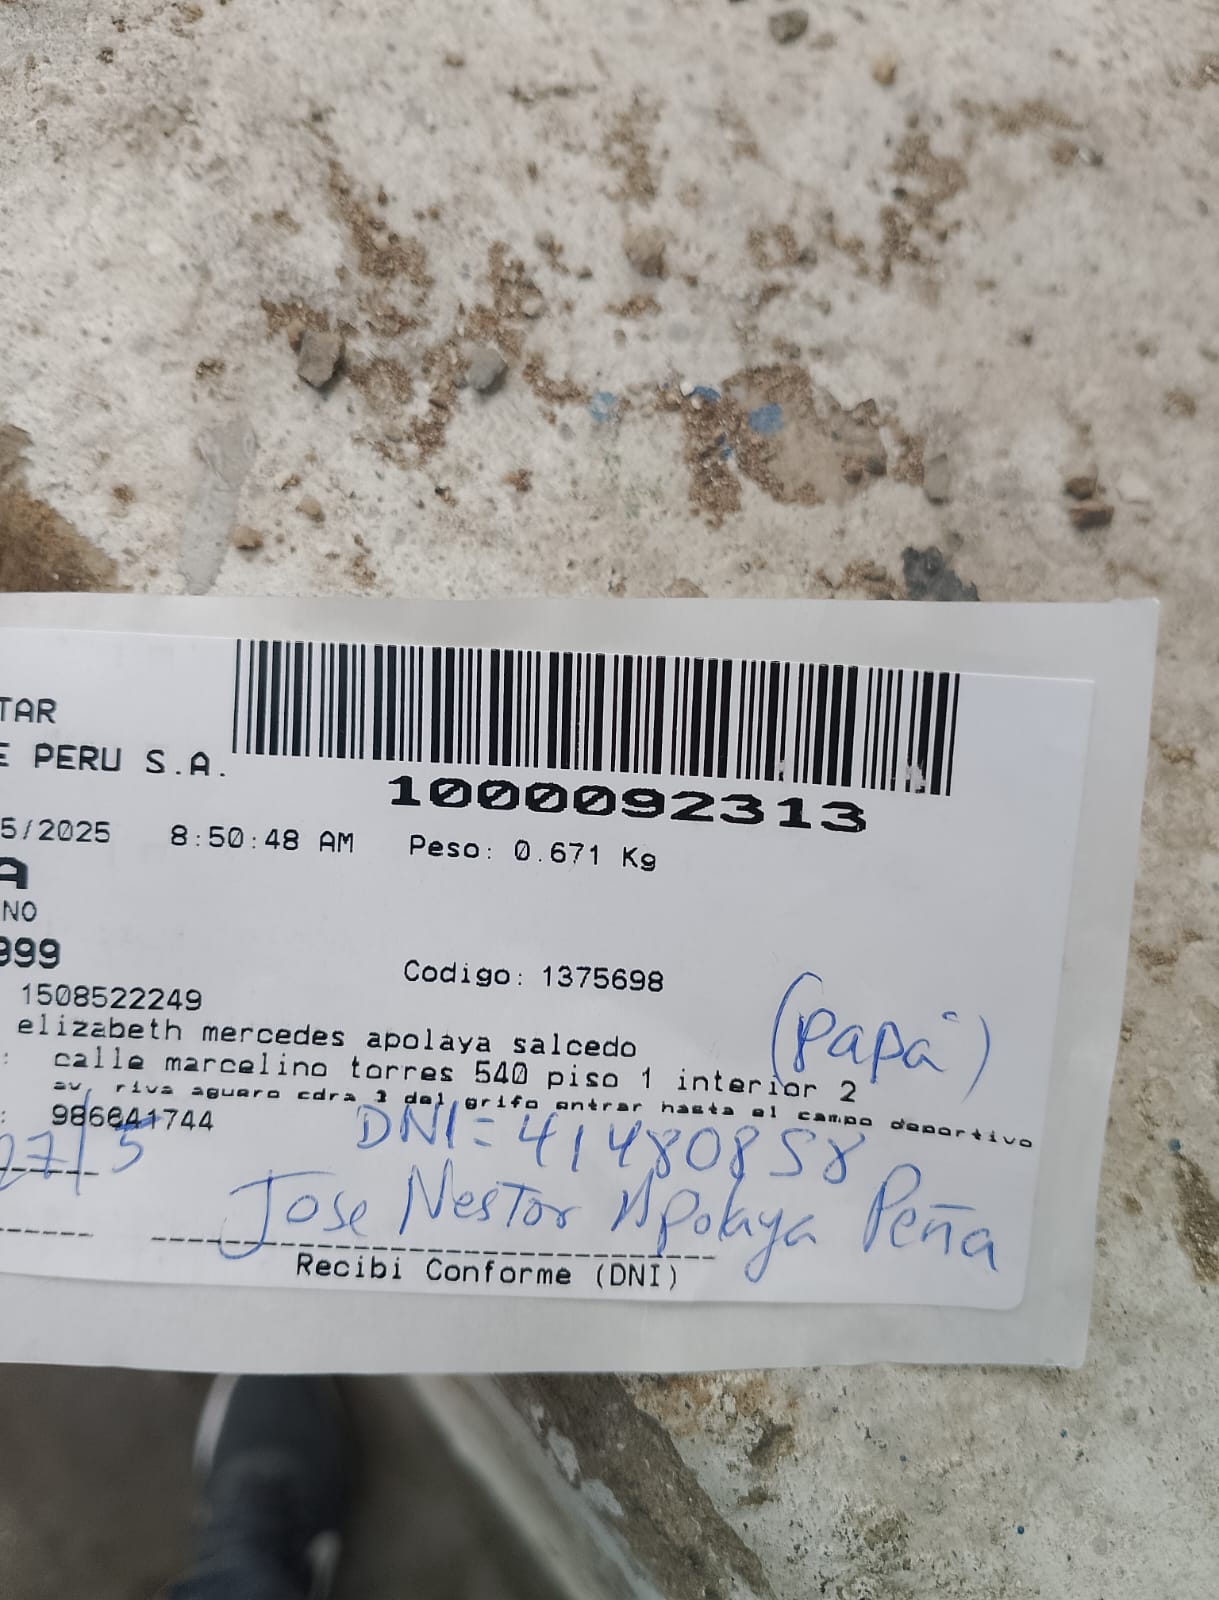 TAR
E PERU S.A.
1000092313
5/2025 8:50:48 AM Peso: 0.671 Kg
A
NO
999
Codigo: 1375698
1508522249
elizabeth mercedes apolaya salcedo
(papá)
: calle marcelino torres 540 piso 1 interior 2
av. riva aguero cdra 3 del grifo entrar hasta el campo deportivo
: 986641744
27/5
DNI = 41480858
Jose Nestor Apolaya Peña
Recibi Conforme (DNI)